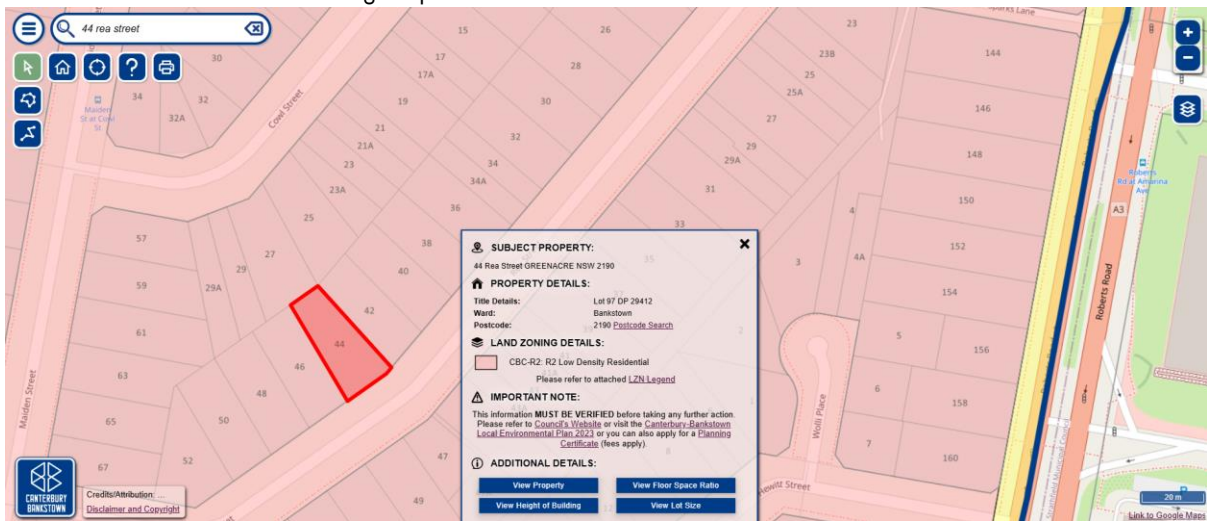 44 rea street
15
26
23
Sparks Lane
30
17
17A
28
23B
25
25A
144
34
32
32A
Maiden
St at Cowl
St
Cowl Street
19
30
146
21
21A
23
23A
32
27
148
34
34A
29
29A
Roberts
Rd at Amarina
Ave
25
36
31
150
A3
57
27
38
33
4
29
40
59
29A
42
3
4A
152
154
Roberts Road
61
44
5
156
63
46
48
Maiden Street
65
50
6
158
Wolli Place
67
52
47
7
160
49
Hewitt Street
Strathfield Municipal Council
SUBJECT PROPERTY:
44 Rea Street GREENACRE NSW 2190
PROPERTY DETAILS:
Title Details: Lot 97 DP 29412
Ward: Bankstown
Postcode: 2190 Postcode Search
LAND ZONING DETAILS:
CBC-R2: R2 Low Density Residential
Please refer to attached LZN Legend
IMPORTANT NOTE:
This information MUST BE VERIFIED before taking any further action.
Please refer to Council's Website or visit the Canterbury-Bankstown
Local Environmental Plan 2023 or you can also apply for a Planning
Certificate (fees apply).
ADDITIONAL DETAILS:
View Property View Floor Space Ratio
View Height of Building View Lot Size
CANTERBURY
BANKSTOWN
Credits/Attribution: ...
Disclaimer and Copyright
20 m
Link to Google Maps